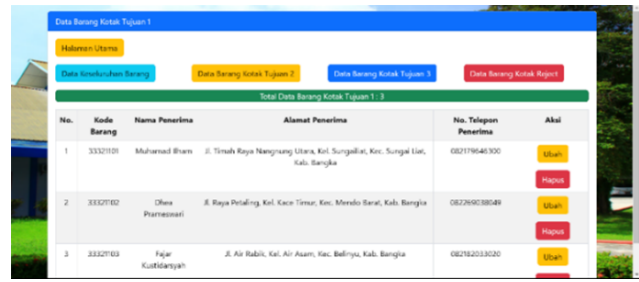 Data Barang Kotak Tujuan 1
Halaman Utama
Data Keseluruhan Barang
Data Barang Kotak Tujuan 2
Data Barang Kotak Tujuan 3
Data Barang Kotak Reject
Total Data Barang Kotak Tujuan 1 : 3
No. Kode Barang Nama Penerima Alamat Penerima No. Telepon Penerima Aksi
1 33321101 Muhamad Ilham Jl. Timah Raya Nangnung Utara, Kel. Sungailiat, Kec. Sungai Liat,
Kab. Bangka
082179646300 Ubah
Hapus
2 33321102 Dhea Jl. Raya Petaling, Kel. Kace Timur, Kec. Mendo Barat, Kab. Bangka 082269038049 Ubah
Prameswari
Hapus
3 33321103 Fajar Jl. Air Rabik, Kel. Air Asam, Kec. Belinyu, Kab. Bangka 082182033020 Ubah
Kustidarsyah